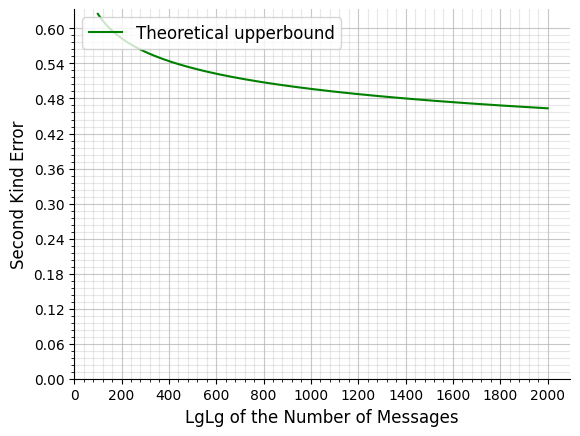 Theoretical upperbound
Second Kind Error
0.60
0.54
0.48
0.42
0.36
0.30
0.24
0.18
0.12
0.06
0.00
0 200 400 600 800 1000 1200 1400 1600 1800 2000
LgLg of the Number of Messages